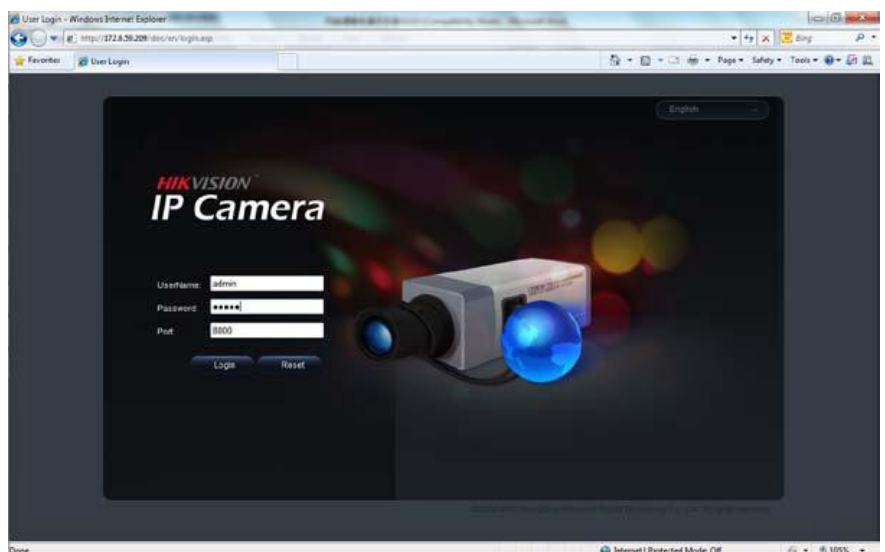 User Login - Windows Internet Explorer
http://172.6.59.209/doc/en/login.asp
Bing
Favorites
User Login
Page
Safety
Tools
English
HIKVISION
IP Camera
UserName:
admin
Password:
•••••
Port:
8000
Login
Reset
Done
Internet | Protected Mode: Off
105%